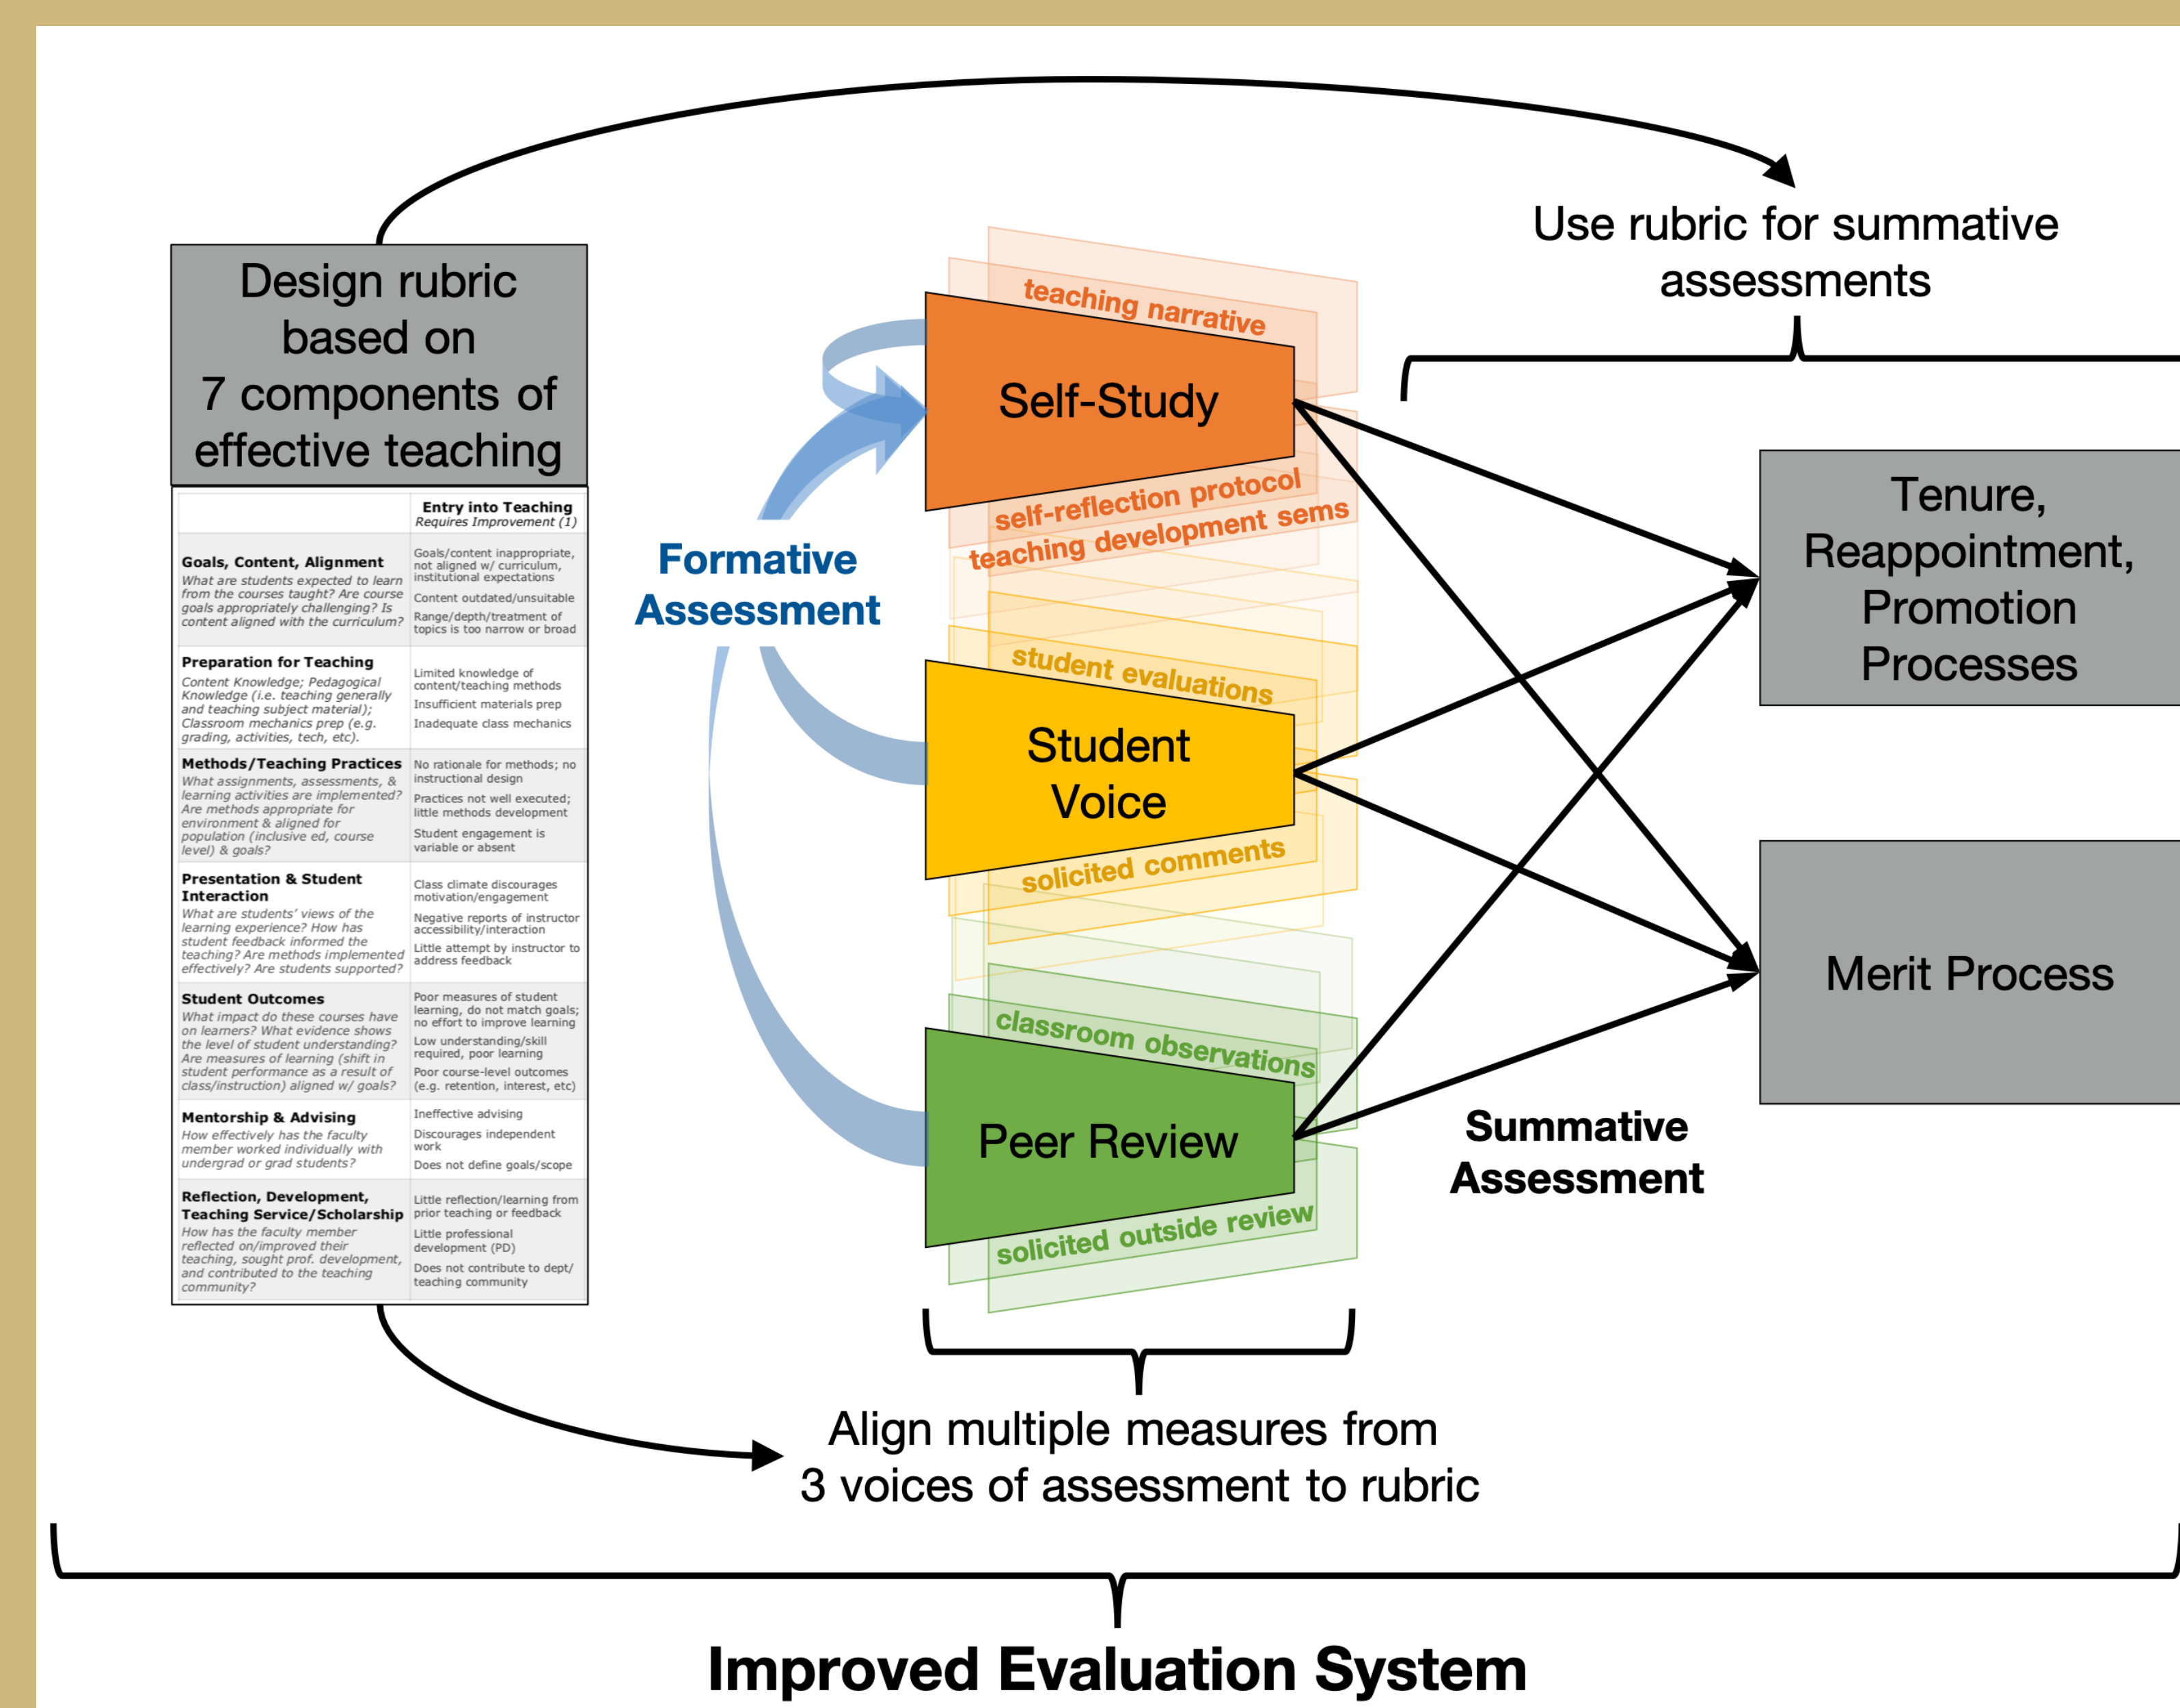 Use rubric for summative
assessments
Design rubric
based on
7 components of
effective teaching
Entry into Teaching
Requires Improvement (1)
Goals, Content, Alignment
What are students expected to learn
from the courses taught? Are course
goals appropriately challenging? Is
content aligned with the curriculum?
Goals/content inappropriate,
not aligned w/ curriculum,
institutional expectations
Content outdated/unsuitable
Range/depth/treatment of
topics is too narrow or broad
Preparation for Teaching
Content Knowledge; Pedagogical
Knowledge (i.e. teaching generally
and teaching subject material);
Classroom mechanics prep (e.g.
grading, activities, tech, etc).
Limited knowledge of
content/teaching methods
Insufficient materials prep
Inadequate class mechanics
Methods/Teaching Practices
What assignments, assessments, &
learning activities are implemented?
Are methods appropriate for
environment & aligned for
population (inclusive ed, course
level) & goals?
No rationale for methods; no
instructional design
Practices not well executed;
little methods development
Student engagement is
variable or absent
Presentation & Student
Interaction
What are students' views of the
learning experience? How has
student feedback informed the
teaching? Are methods implemented
effectively? Are students supported?
Class climate discourages
motivation/engagement
Negative reports of instructor
accessibility/interaction
Little attempt by instructor to
address feedback
Student Outcomes
What impact do these courses have
on learners? What evidence shows
the level of student understanding?
Are measures of learning (shift in
student performance as a result of
class/instruction) aligned w/ goals?
Poor measures of student
learning, do not match goals;
no effort to improve learning
Low understanding/skill
required, poor learning
Poor course-level outcomes
(e.g. retention, interest, etc)
Mentorship & Advising
How effectively has the faculty
member worked individually with
undergrad or grad students?
Ineffective advising
Discourages independent
work
Does not define goals/scope
Reflection, Development,
Teaching Service/Scholarship
How has the faculty member
reflected on/improved their
teaching, sought prof. development,
and contributed to the teaching
community?
Little reflection/learning from
prior teaching or feedback
Little professional
development (PD)
Does not contribute to dept/
teaching community
Formative
Assessment
teaching narrative
Self-Study
self-reflection protocol
teaching development sems
student evaluations
Student
Voice
solicited comments
classroom observations
Peer Review
solicited outside review
Tenure,
Reappointment,
Promotion
Processes
Merit Process
Summative
Assessment
Align multiple measures from
3 voices of assessment to rubric
Improved Evaluation System